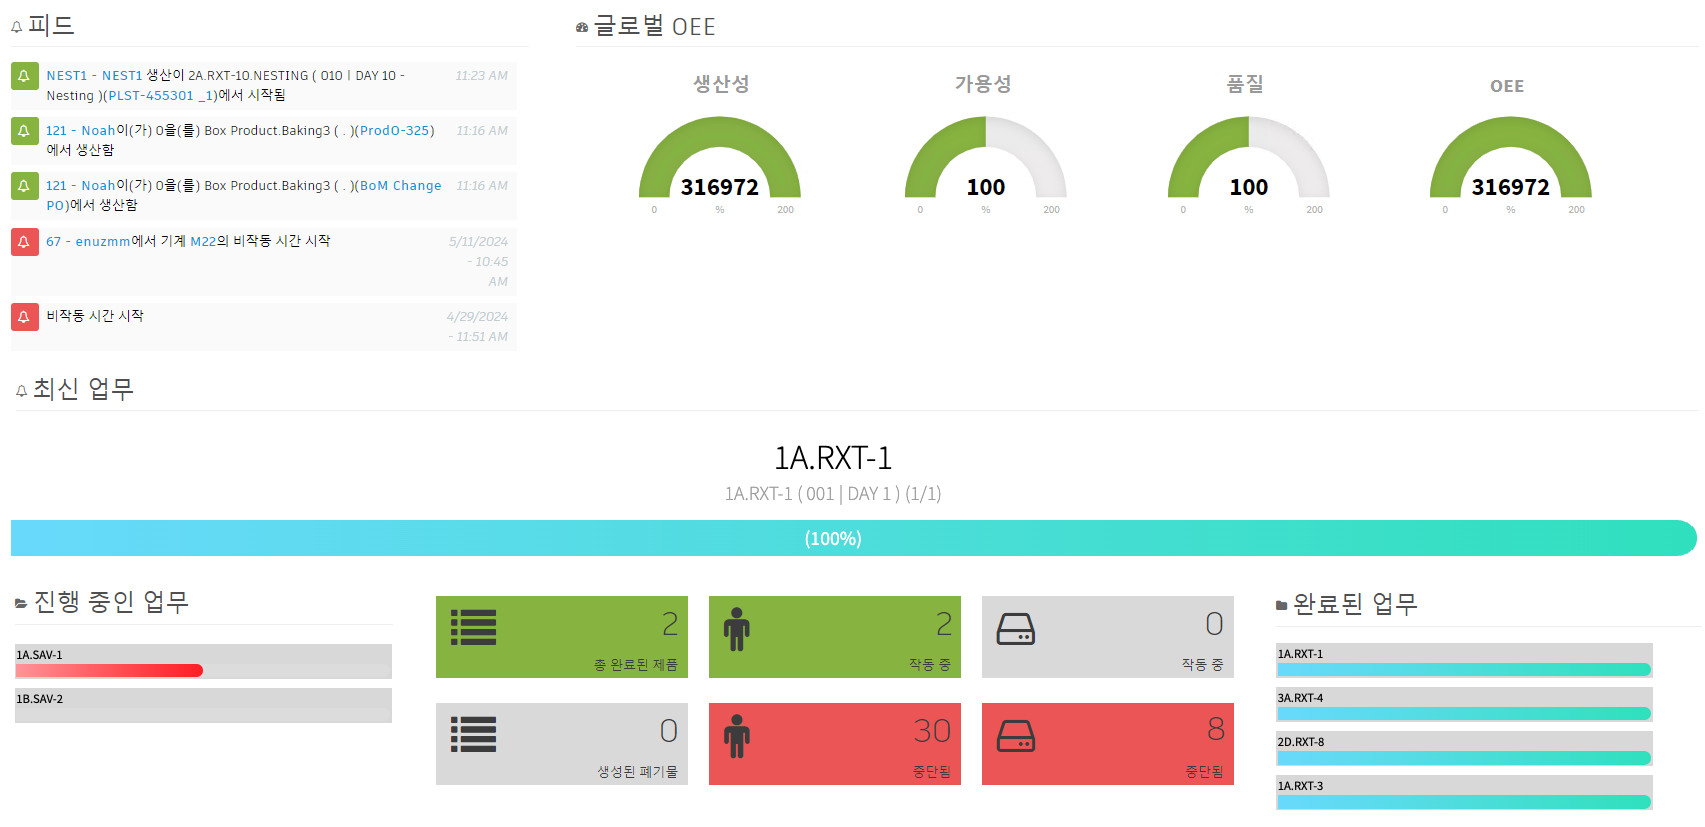 피드
NEST1 - NEST1 생산이 2A.RXT-10.NESTING ( 010 | DAY 10 -
Nesting )(PLST-455301 _1)에서 시작됨
11:23 AM
121 - Noah이(가) 0을(를) Box Product.Baking3 ( . )(ProdO-325)
에서 생산함
11:16 AM
121 - Noah이(가) 0을(를) Box Product.Baking3 ( . )(BoM Change
PO)에서 생산함
11:16 AM
67 - enuzmm에서 기계 M22의 비작동 시간 시작
5/11/2024
- 10:45
AM
비작동 시간 시작
4/29/2024
- 11:51 AM
글로벌 OEE
생산성
316972
0 % 200
가용성
100
0 % 200
품질
100
0 % 200
OEE
316972
0 % 200
최신 업무
1A.RXT-1
1A.RXT-1 ( 001 | DAY 1 ) (1/1)
(100%)
진행 중인 업무
1A.SAV-1
1B.SAV-2
2
총 완료된 제품
2
작동 중
0
작동 중
0
생성된 폐기물
30
중단됨
8
중단됨
완료된 업무
1A.RXT-1
3A.RXT-4
2D.RXT-8
1A.RXT-3